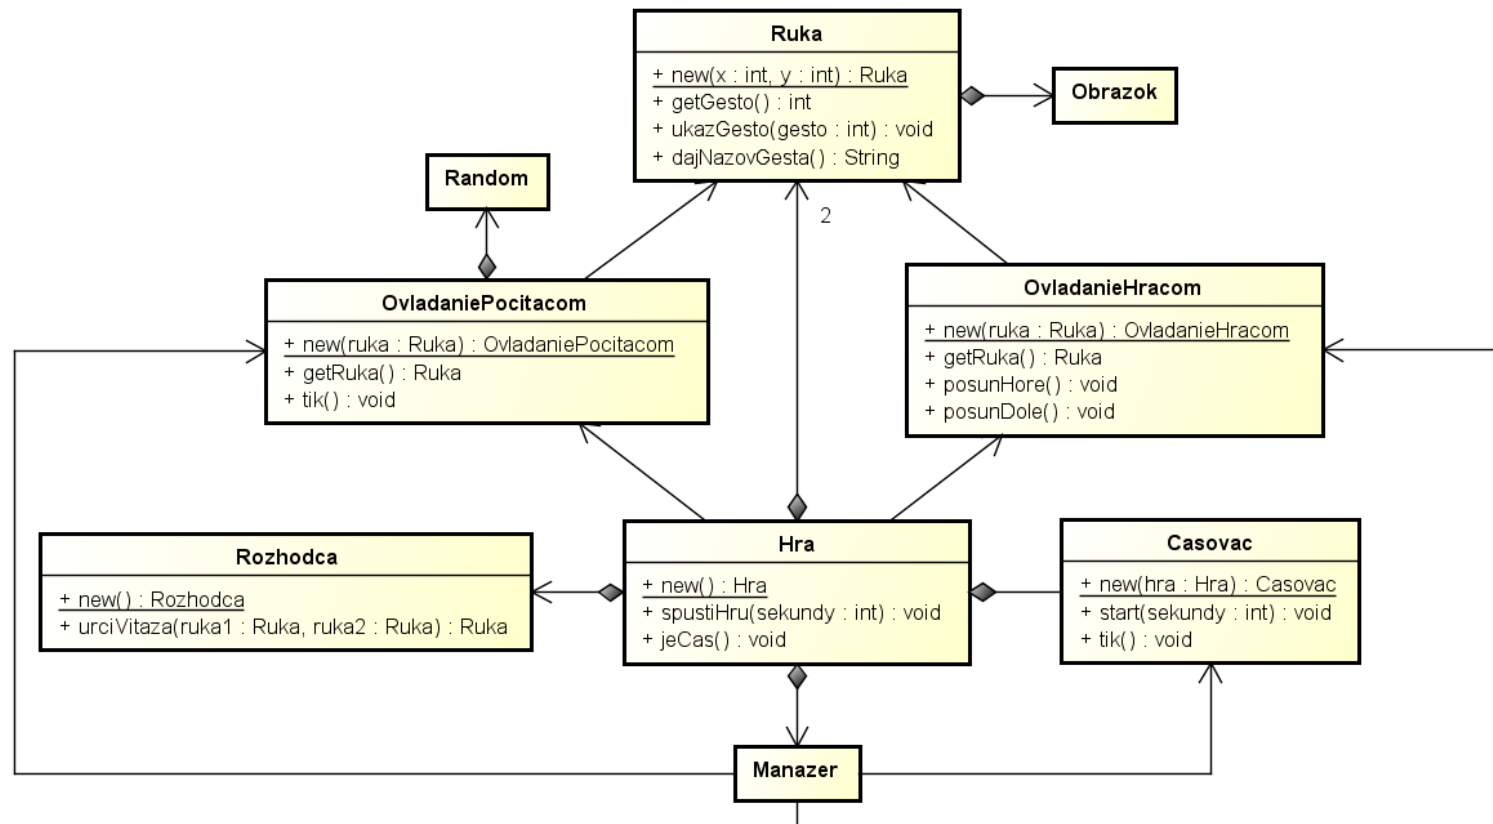 Ruka
+ new(x : int, y : int) : Ruka
+ getGesto() : int
+ ukazGesto(gesto : int) : void
+ dajNazovGesta() : String
Obrazok
Random
2
OvladaniePocitacom
+ new(ruka : Ruka) : OvladaniePocitacom
+ getRuka() : Ruka
+ tik() : void
OvladanieHracom
+ new(ruka : Ruka) : OvladanieHracom
+ getRuka() : Ruka
+ posunHore() : void
+ posunDole() : void
Rozhodca
+ new() : Rozhodca
+ urciVitaza(ruka1 : Ruka, ruka2 : Ruka) : Ruka
Hra
+ new() : Hra
+ spustiHru(sekundy : int) : void
+ jeCas() : void
Casovac
+ new(hra : Hra) : Casovac
+ start(sekundy : int) : void
+ tik() : void
Manazer